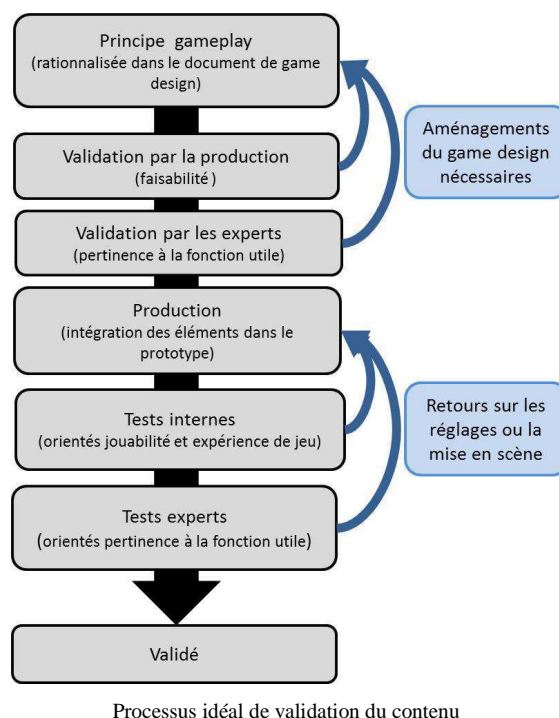 Principe gameplay
(rationnalisée dans le document de game
design)
Validation par la production
(faisabilité)
Aménagements
du game design
nécessaires
Validation par les experts
(pertinence à la fonction utile)
Production
(intégration des éléments dans le
prototype)
Tests internes
(orientés jouabilité et expérience de jeu)
Retours sur les
réglages ou la
mise en scène
Tests experts
(orientés pertinence à la fonction utile)
Validé
Processus idéal de validation du contenu